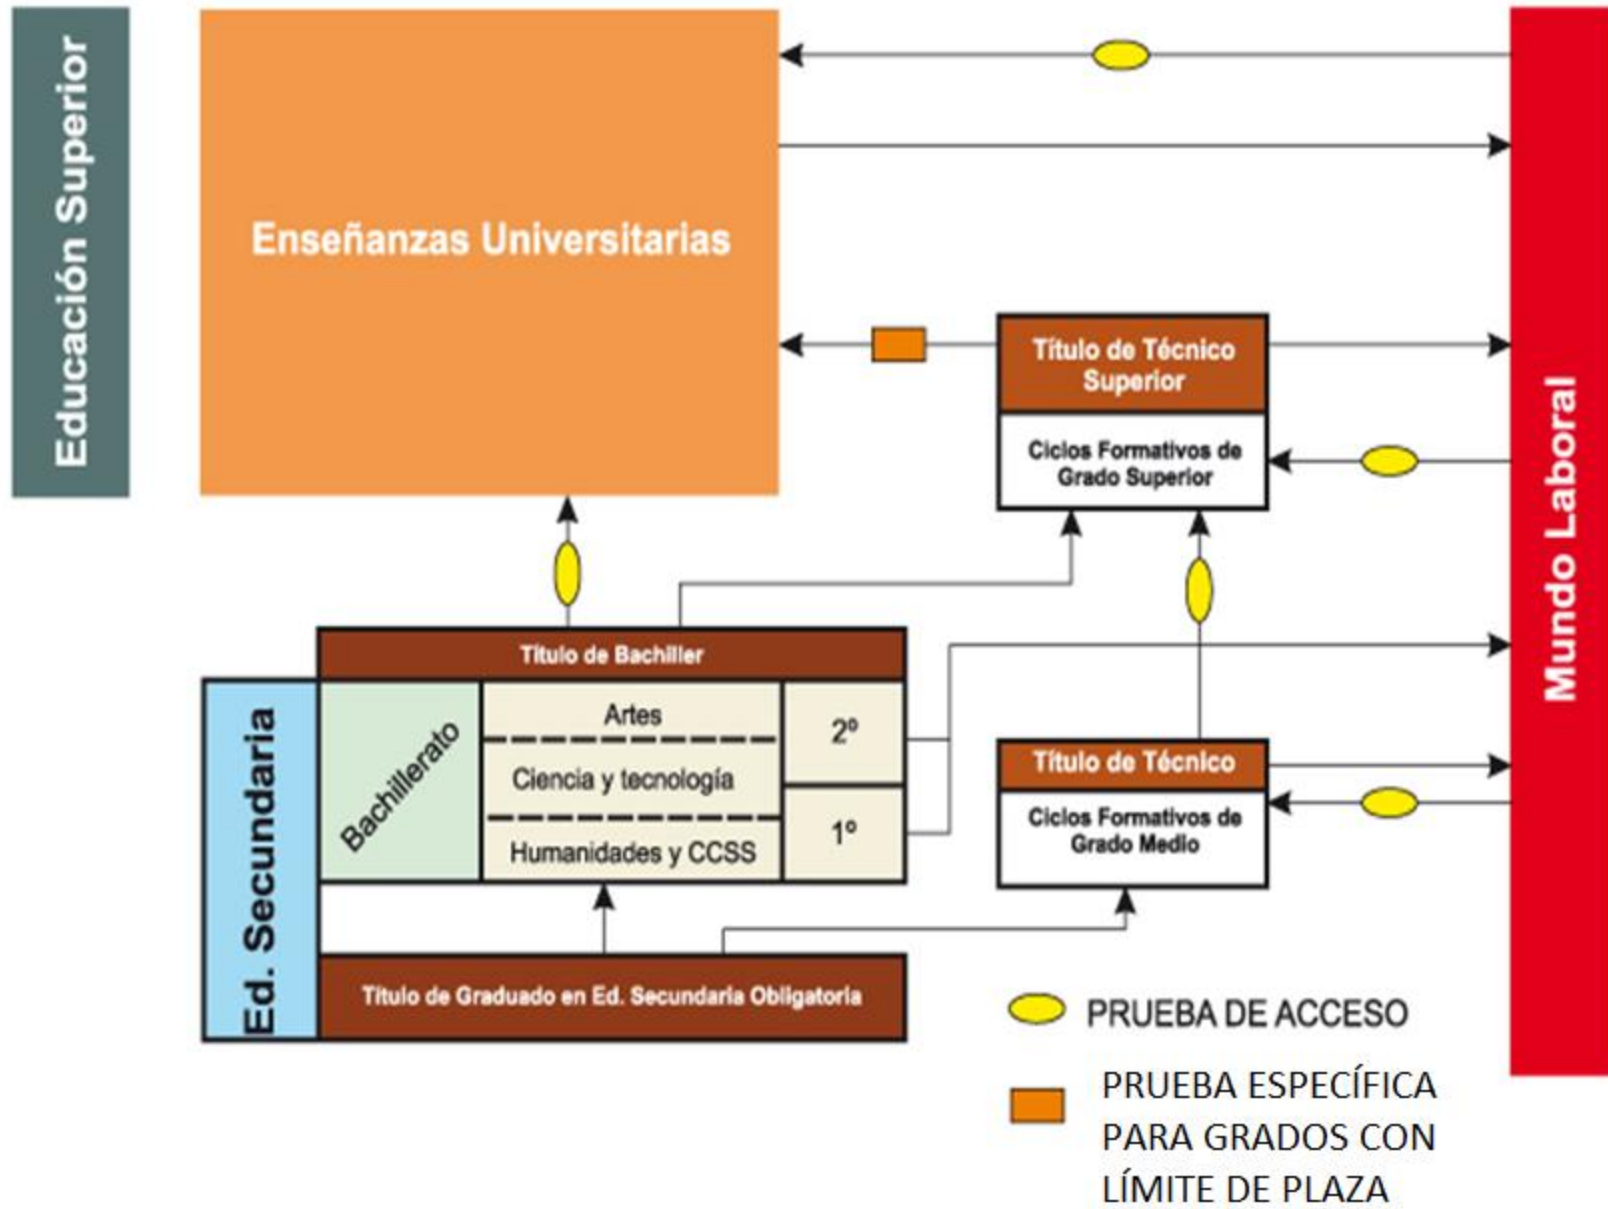 Educación Superior
Enseñanzas Universitarias
Título de Técnico
Superior
Ciclos Formativos de
Grado Superior
Mundo Laboral
Título de Bachiller
Ed. Secundaria
Bachillerato
Artes
Ciencia y tecnología
Humanidades y CCSS
2º
1º
Título de Técnico
Ciclos Formativos de
Grado Medio
Título de Graduado en Ed. Secundaria Obligatoria
PRUEBA DE ACCESO
PRUEBA ESPECÍFICA
PARA GRADOS CON
LÍMITE DE PLAZA